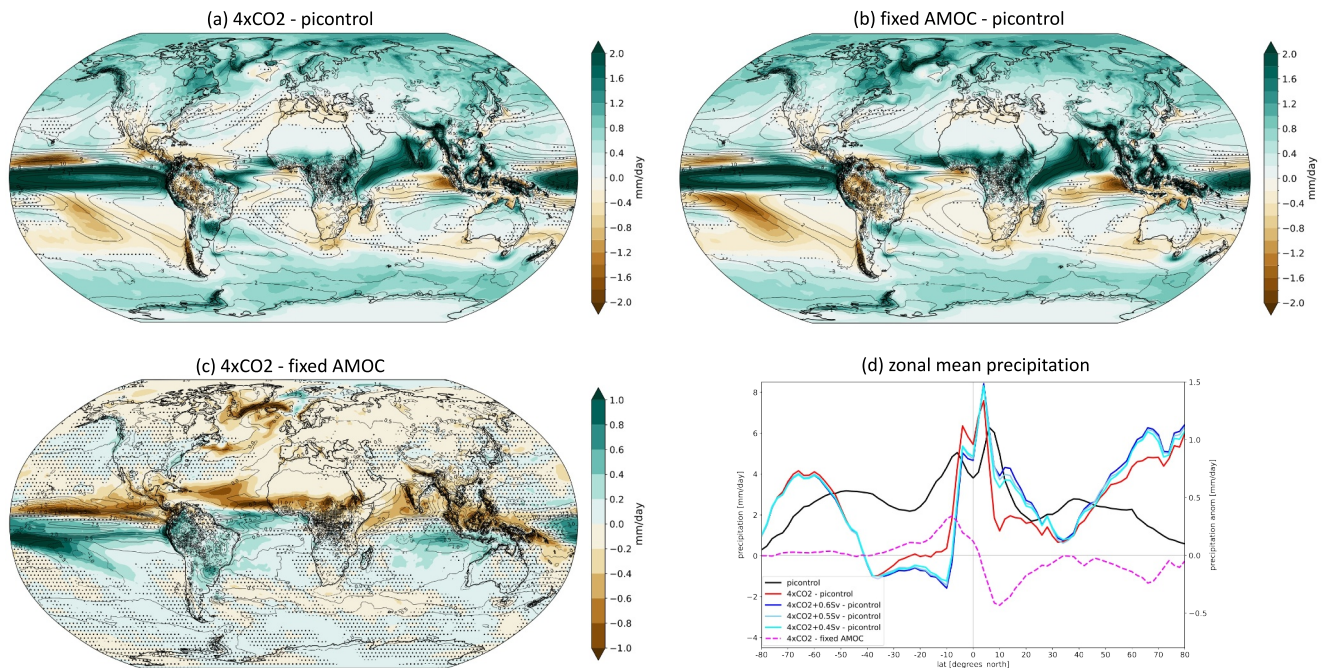 (a) 4xCO2 - picontrol
(b) fixed AMOC - picontrol
2.0
1.6
1.2
0.8
0.4
0.0
−0.4
−0.8
−1.2
−1.6
−2.0
mm/day
2.0
1.6
1.2
0.8
0.4
0.0
−0.4
−0.8
−1.2
−1.6
−2.0
mm/day
(c) 4xCO2 - fixed AMOC
1.0
0.8
0.6
0.4
0.2
0.0
−0.2
−0.4
−0.6
−0.8
−1.0
mm/day
(d) zonal mean precipitation
8
6
4
2
0
−2
−4
precipitation [mm/day]
1.5
1.0
0.5
0.0
−0.5
precipitation anom [mm/day]
picontrol
4xCO2 - picontrol
4xCO2+0.6Sv - picontrol
4xCO2+0.5Sv - picontrol
4xCO2+0.4Sv - picontrol
4xCO2 - fixed AMOC
-80 -70 -60 -50 -40 -30 -20 -10 0 10 20 30 40 50 60 70 80
lat [degrees_north]